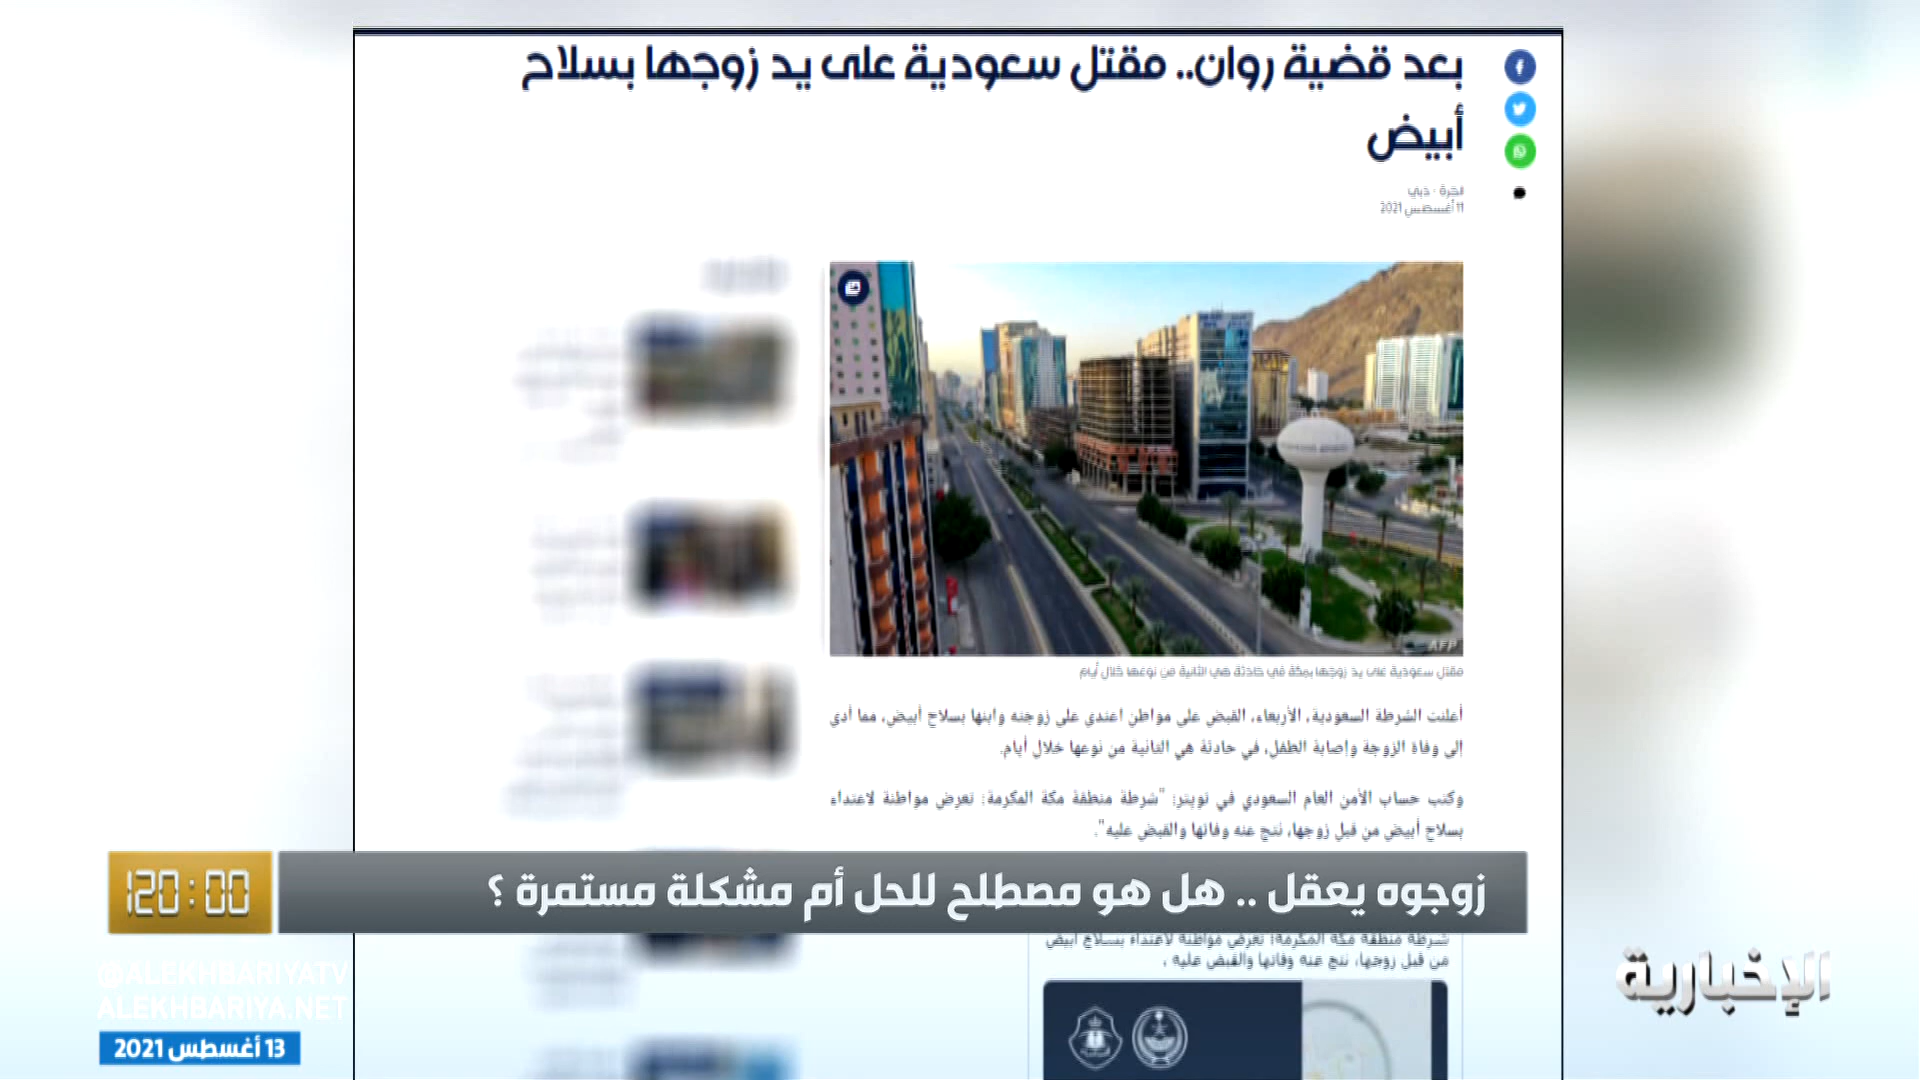 بعد قضية روان.. مقتل سعودية على يد زوجها بسلاح
أبيض
الحرة - دبي
11 أغسطس 2021
AFP
مقتل سعودية على يد زوجها بمكة في حادثة هي الثانية من نوعها خلال أيام
أعلنت الشرطة السعودية، الأربعاء، القبض على مواطن اعتدى على زوجته وابنها بسلاح أبيض، مما أدى
إلى وفاة الزوجة وإصابة الطفل، في حادثة هي الثانية من نوعها خلال أيام.
وكتب حساب الأمن العام السعودي في تويتر: "شرطة منطقة مكة المكرمة: تعرض مواطنة لاعتداء
بسلاح أبيض من قبل زوجها، نتج عنه وفاتها والقبض عليه".
120:00
زوجوه يعقل .. هل هو مصطلح للحل أم مشكلة مستمرة ؟
شرطة منطقة مكة المكرمة: تعرض مواطنة لاعتداء بسلاح أبيض
من قبل زوجها، نتج عنه وفاتها والقبض عليه .
@ALEKHBARIYATV
ALEKHBARIYA.NET
13 أغسطس 2021
الإخبارية